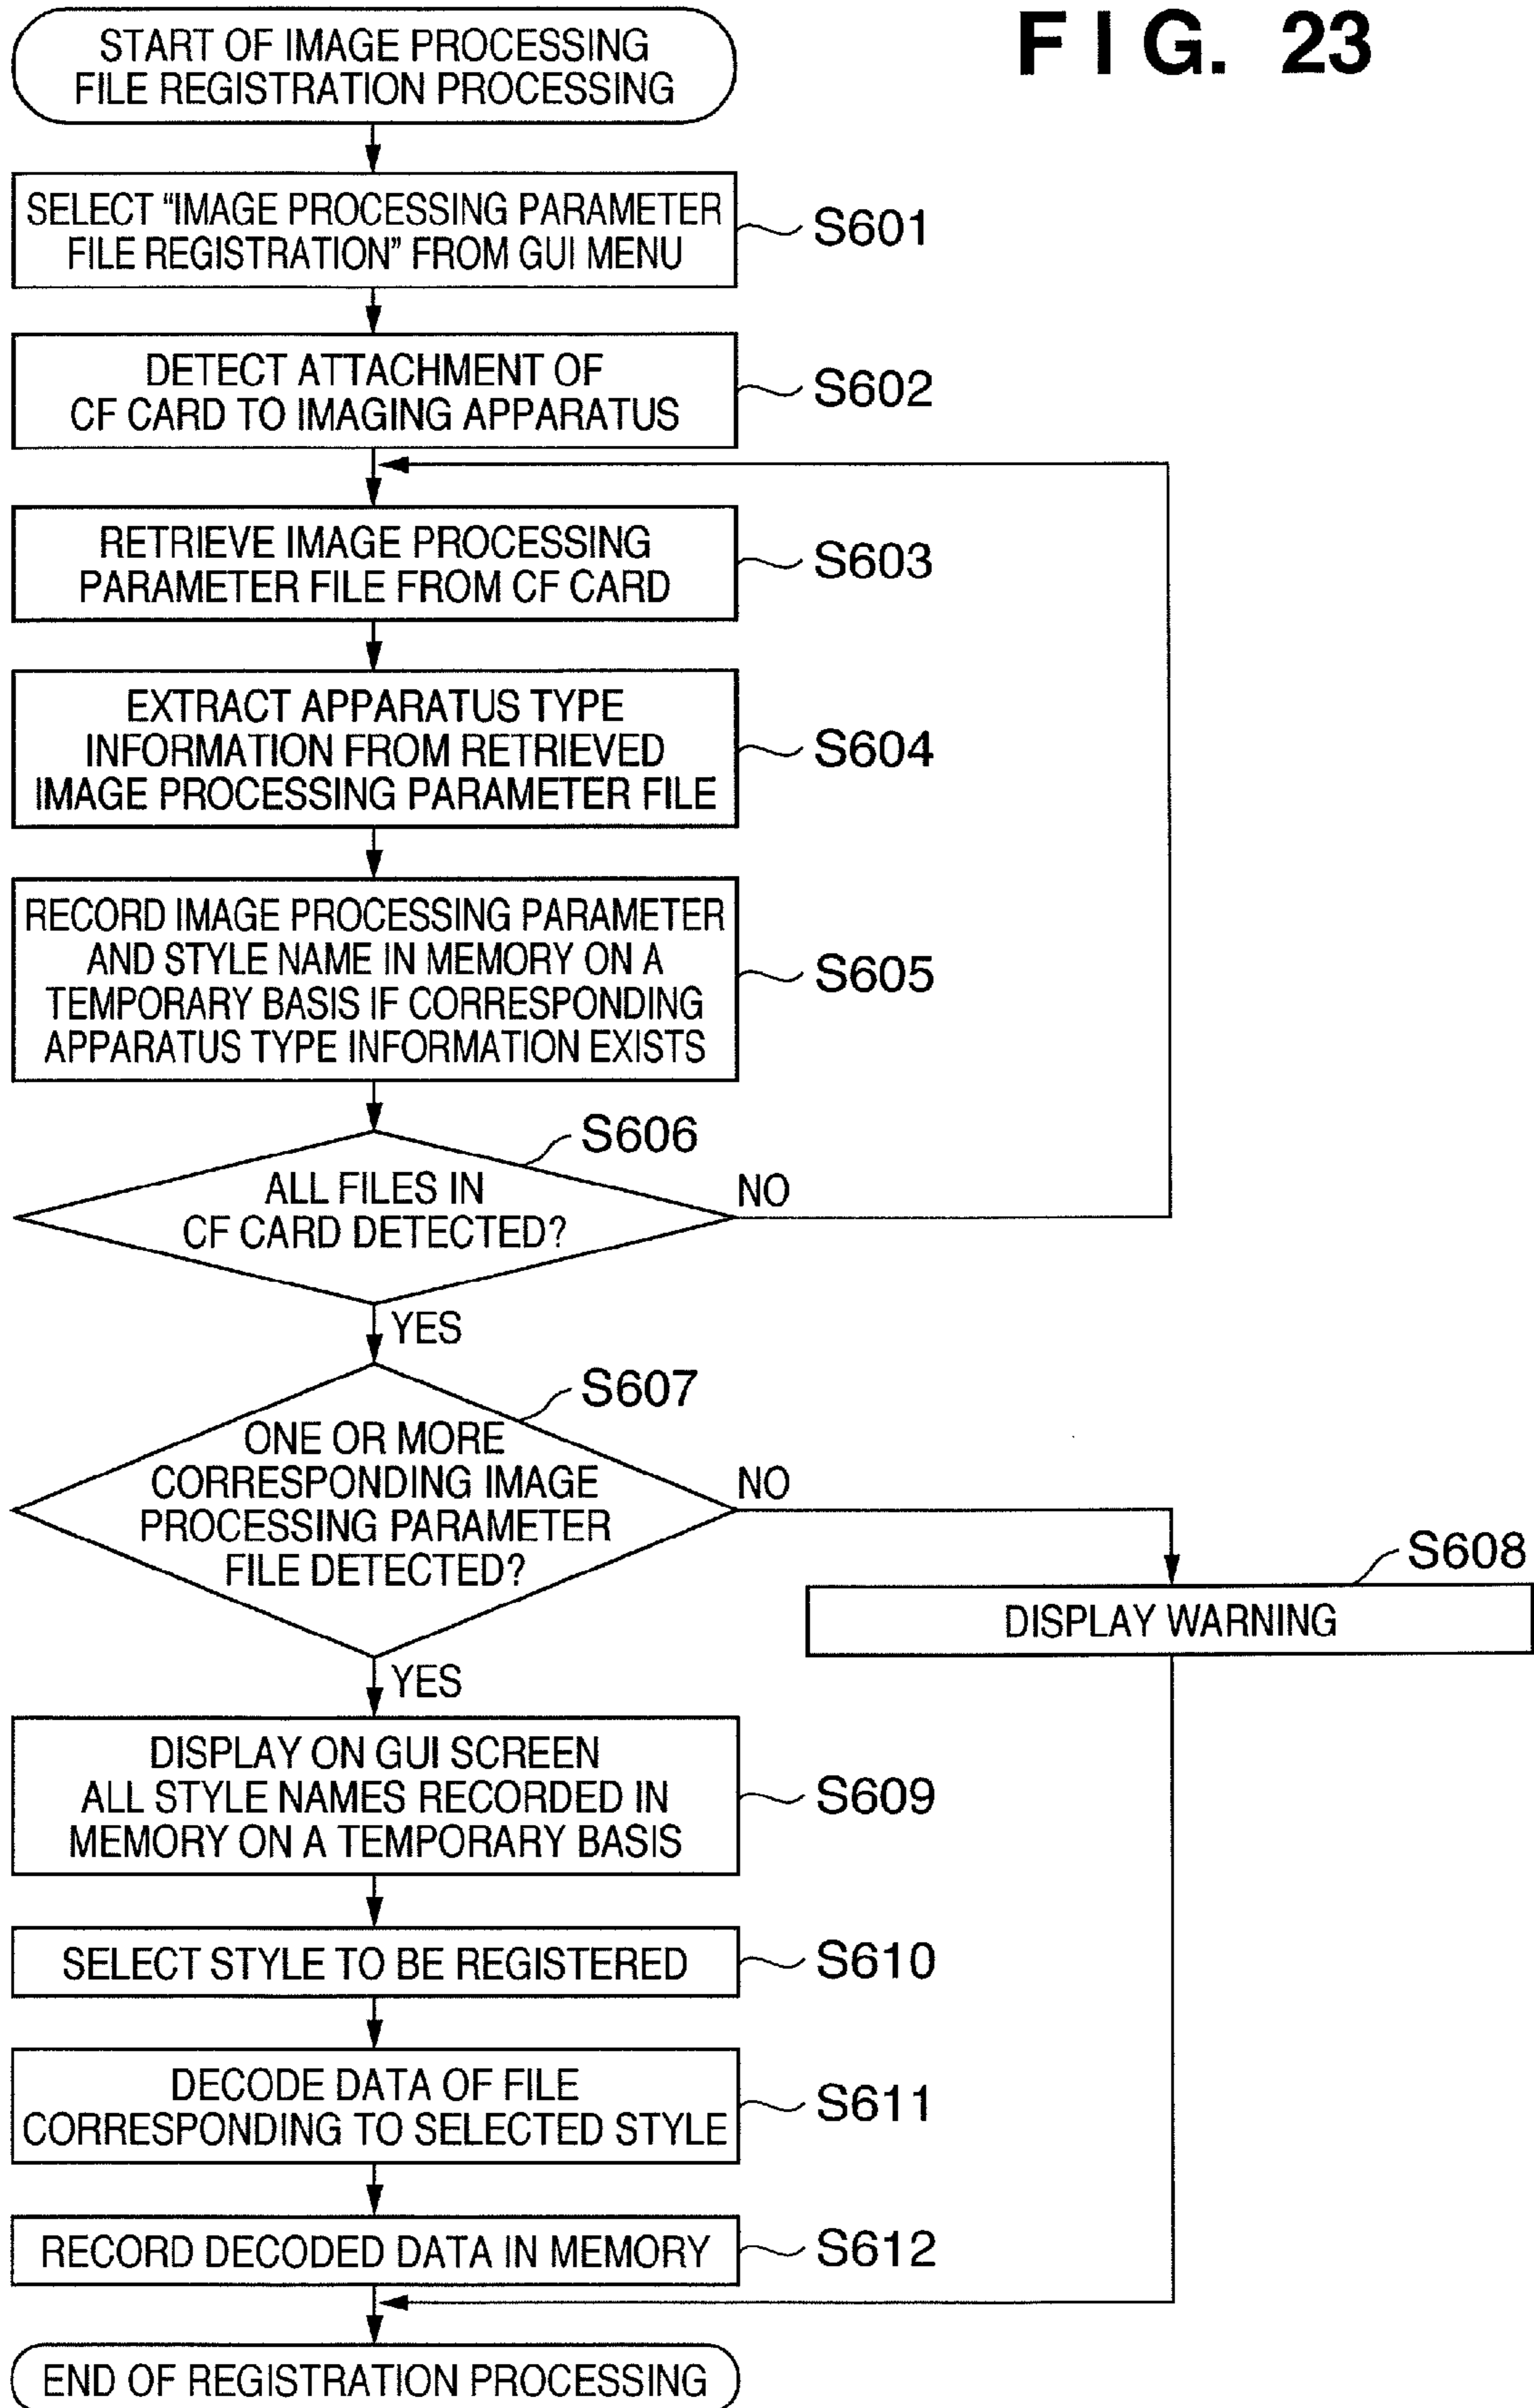 F I G. 23
START OF IMAGE PROCESSING
FILE REGISTRATION PROCESSING
SELECT “IMAGE PROCESSING PARAMETER
FILE REGISTRATION” FROM GUI MENU
S601
DETECT ATTACHMENT OF
CF CARD TO IMAGING APPARATUS
S602
RETRIEVE IMAGE PROCESSING
PARAMETER FILE FROM CF CARD
S603
EXTRACT APPARATUS TYPE
INFORMATION FROM RETRIEVED
IMAGE PROCESSING PARAMETER FILE
S604
RECORD IMAGE PROCESSING PARAMETER
AND STYLE NAME IN MEMORY ON A
TEMPORARY BASIS IF CORRESPONDING
APPARATUS TYPE INFORMATION EXISTS
S605
S606
ALL FILES IN
CF CARD DETECTED?
NO
YES
S607
ONE OR MORE
CORRESPONDING IMAGE
PROCESSING PARAMETER
FILE DETECTED?
NO
S608
DISPLAY WARNING
YES
DISPLAY ON GUI SCREEN
ALL STYLE NAMES RECORDED IN
MEMORY ON A TEMPORARY BASIS
S609
SELECT STYLE TO BE REGISTERED
S610
DECODE DATA OF FILE
CORRESPONDING TO SELECTED STYLE
S611
RECORD DECODED DATA IN MEMORY
S612
END OF REGISTRATION PROCESSING